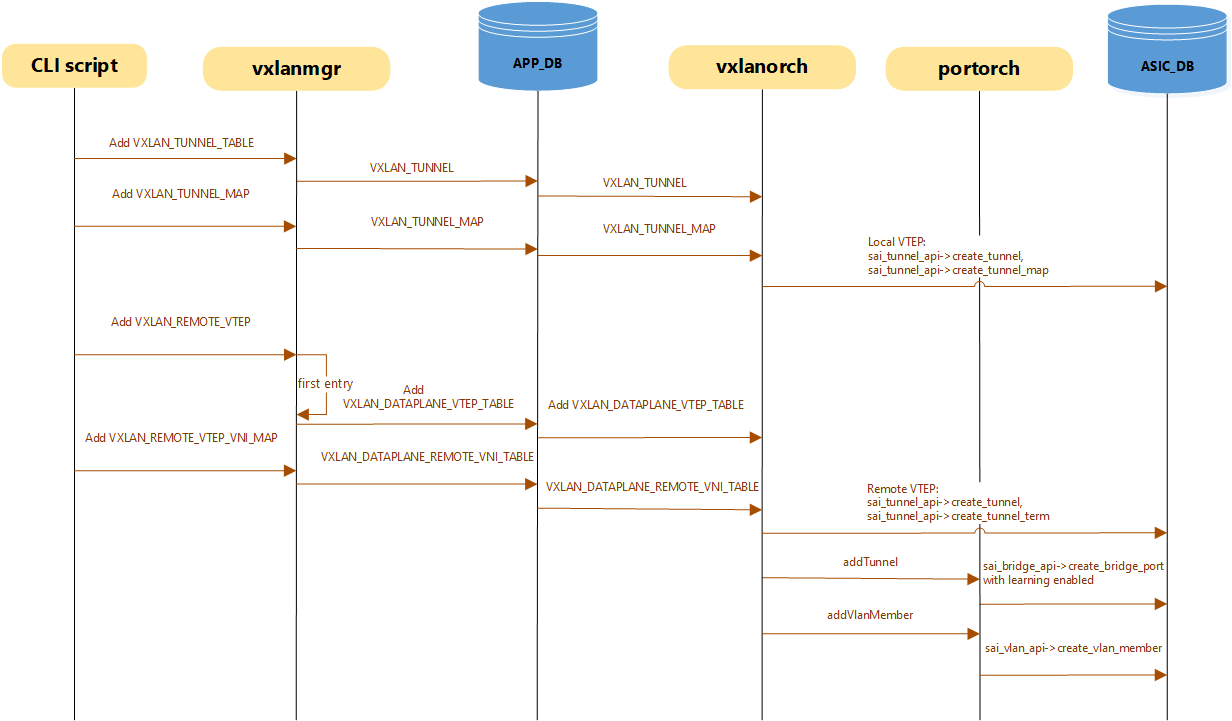 CLI script
vxlanmgr
APP_DB
vxlanorch
portorch
ASIC_DB
Add VXLAN_TUNNEL_TABLE
VXLAN_TUNNEL
VXLAN_TUNNEL
Add VXLAN_TUNNEL_MAP
VXLAN_TUNNEL_MAP
VXLAN_TUNNEL_MAP
Local VTEP:
sai_tunnel_api->create_tunnel,
sai_tunnel_api->create_tunnel_map
Add VXLAN_REMOTE_VTEP
first entry
Add
VXLAN_DATAPLANE_VTEP_TABLE
Add VXLAN_DATAPLANE_VTEP_TABLE
Add VXLAN_REMOTE_VTEP_VNI_MAP
VXLAN_DATAPLANE_REMOTE_VNI_TABLE
VXLAN_DATAPLANE_REMOTE_VNI_TABLE
Remote VTEP:
sai_tunnel_api->create_tunnel,
sai_tunnel_api->create_tunnel_term
addTunnel
sai_bridge_api->create_bridge_port
with learning enabled
addVlanMember
sai_vlan_api->create_vlan_member